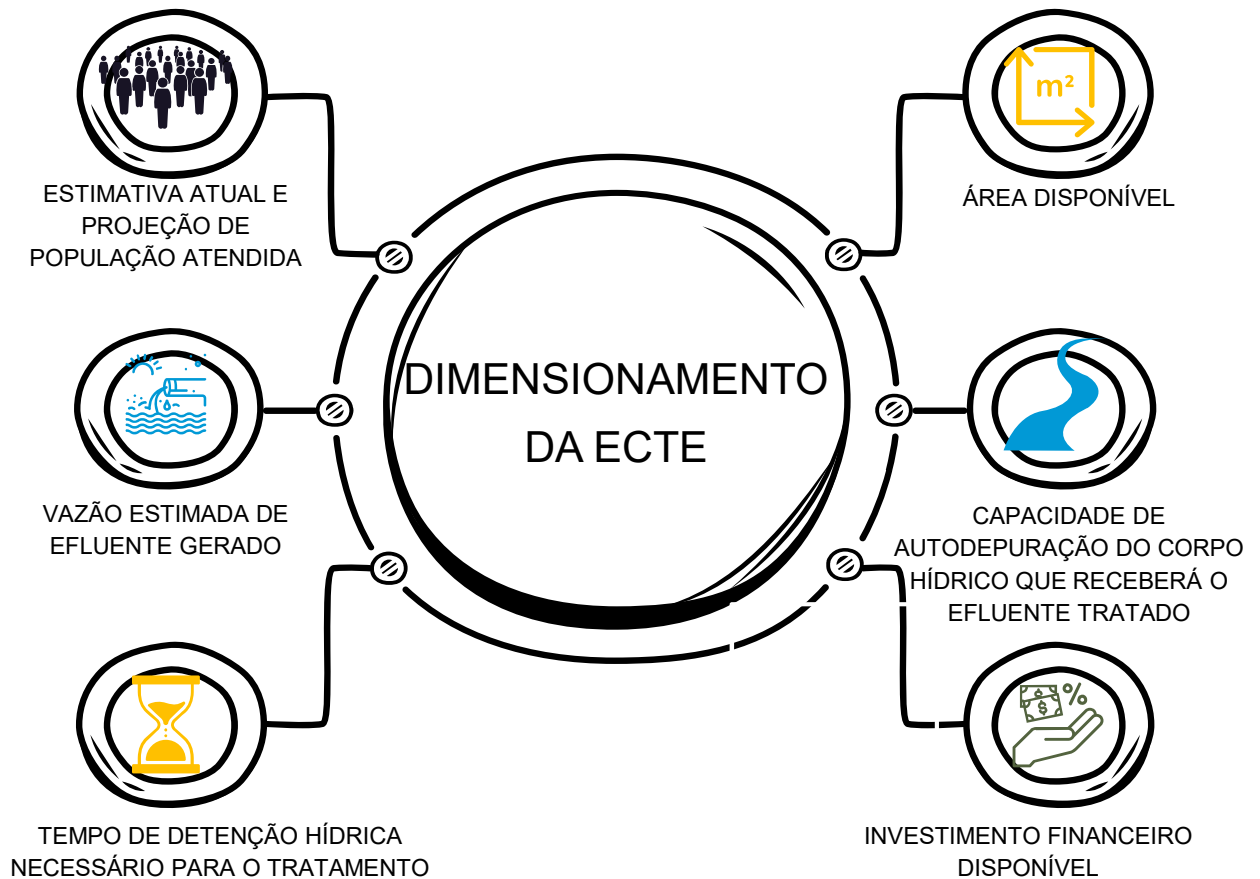 ESTIMATIVA ATUAL E
PROJEÇÃO DE
POPULAÇÃO ATENDIDA
m²
ÁREA DISPONÍVEL
DIMENSIONAMENTO
DA ECTE
VAZÃO ESTIMADA DE
EFLUENTE GERADO
CAPACIDADE DE
AUTODEPURAÇÃO DO CORPO
HÍDRICO QUE RECEBERÁ O
EFLUENTE TRATADO
TEMPO DE DETENÇÃO HÍDRICA
NECESSÁRIO PARA O TRATAMENTO
$
$
%
INVESTIMENTO FINANCEIRO
DISPONÍVEL